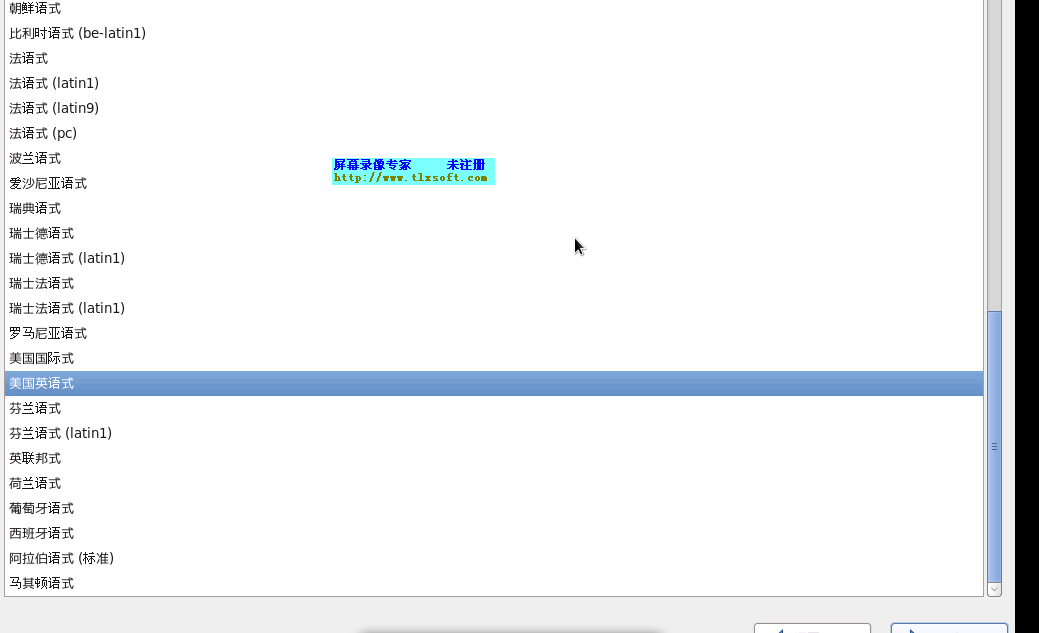 朝鲜语式
比利时语式 (be-latin1)
法语式
法语式 (latin1)
法语式 (latin9)
法语式 (pc)
波兰语式
屏幕录像专家 未注册
http://www.tlxsoft.com
爱沙尼亚语式
瑞典语式
瑞士德语式
瑞士德语式 (latin1)
瑞士法语式
瑞士法语式 (latin1)
罗马尼亚语式
美国国际式
美国英语式
芬兰语式
芬兰语式 (latin1)
英联邦式
荷兰语式
葡萄牙语式
西班牙语式
阿拉伯语式 (标准)
马其顿语式